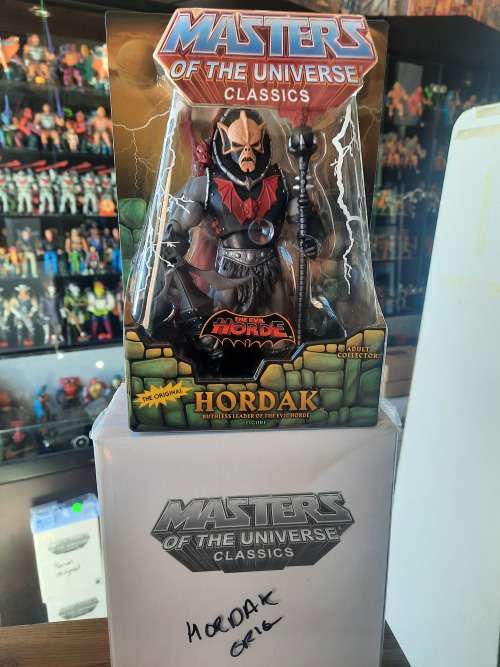 MASTERS
OF THE UNIVERSE
CLASSICS
THE EVIL
HORDE
ADULT
COLLECTOR
THE ORIGINAL
HORDAK
RUTHLESS LEADER OF THE EVIL HORDE
FIGURE
MASTERS
OF THE UNIVERSE
CLASSICS
HORDAK
ORIG